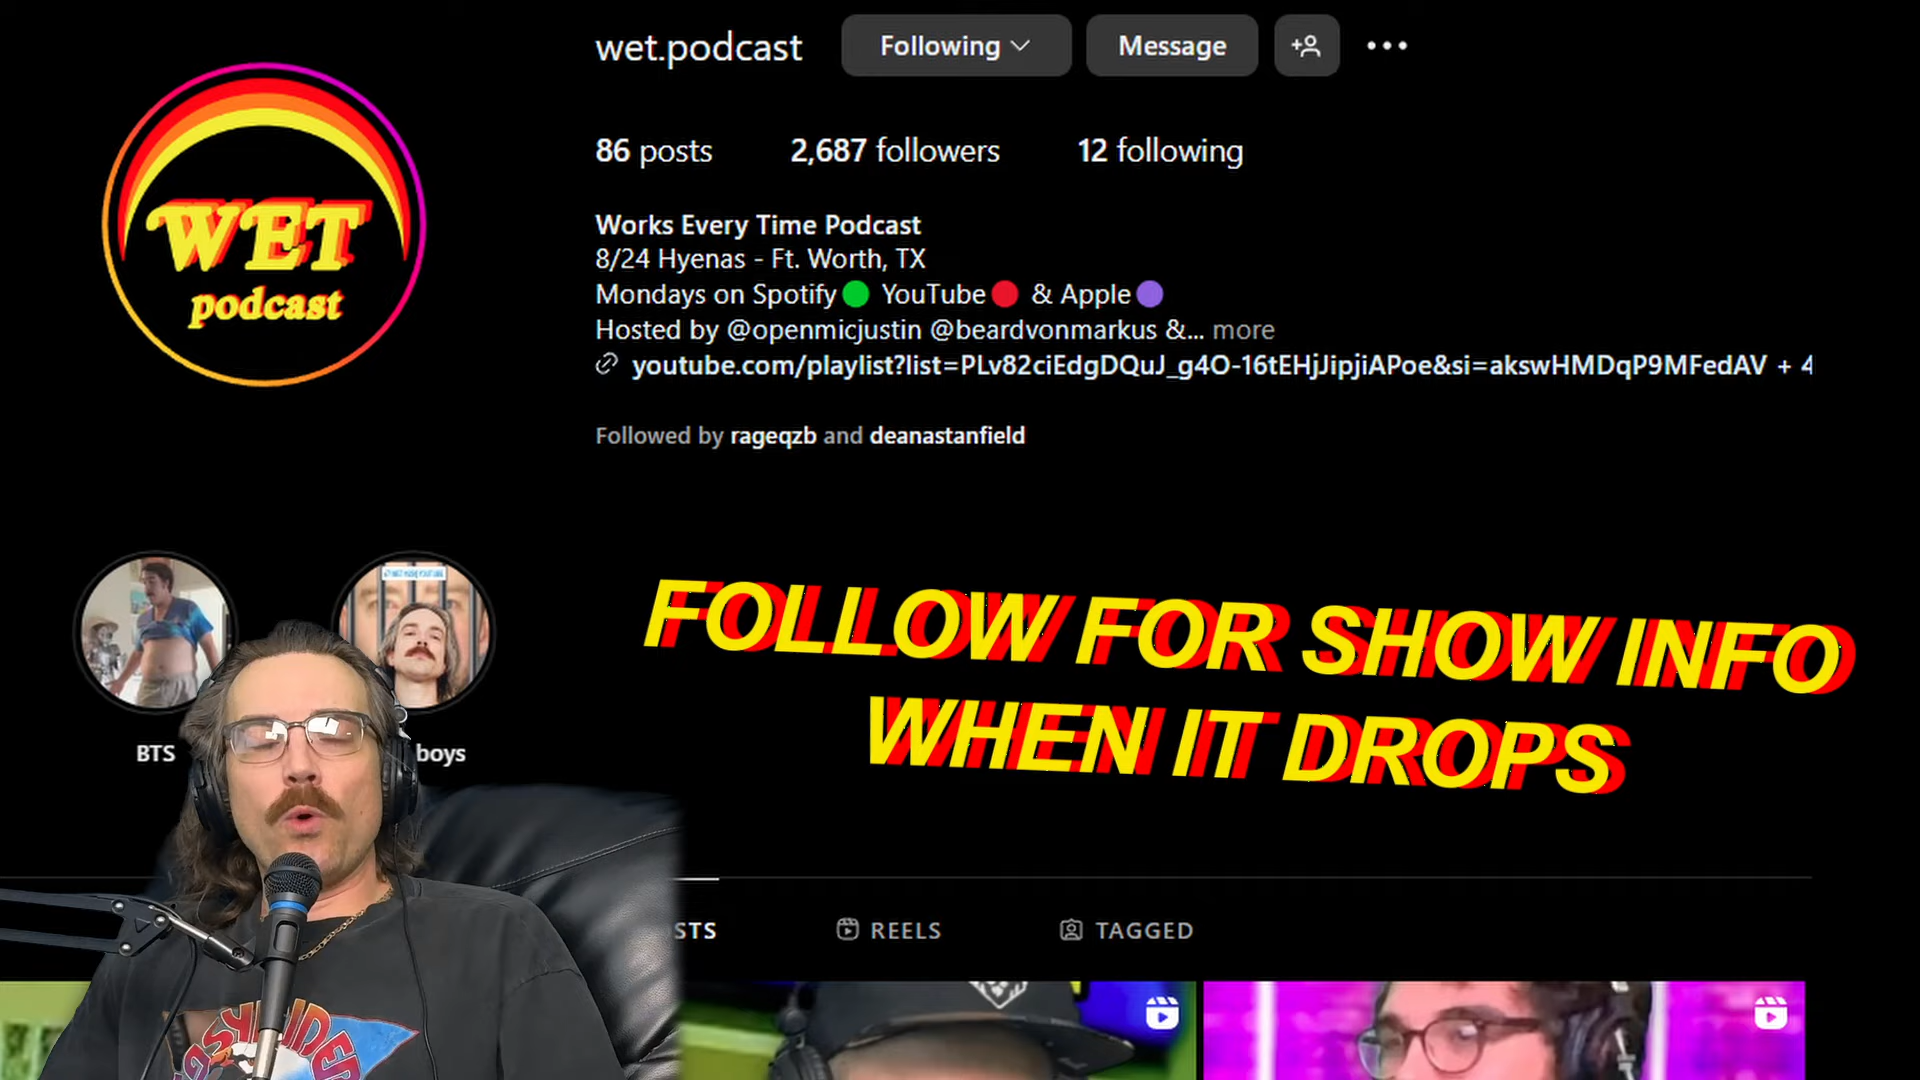 wet.podcast
Following
Message
86 posts
2,687 followers
12 following
WET
podcast
Works Every Time Podcast
8/24 Hyenas - Ft. Worth, TX
Mondays on Spotify🟢 YouTube🔴 & Apple🟣
Hosted by @openmicjustin @beardvonmarkus &... more
youtube.com/playlist?list=PLv82ciEdgDQuJ_g4O-16tEHjJipjiAPoe&si=akswHMDqP9MFedAV + 4
Followed by rageqzb and deanastanfield
FOLLOW FOR SHOW INFO
WHEN IT DROPS
BTS
boys
STS
REELS
TAGGED